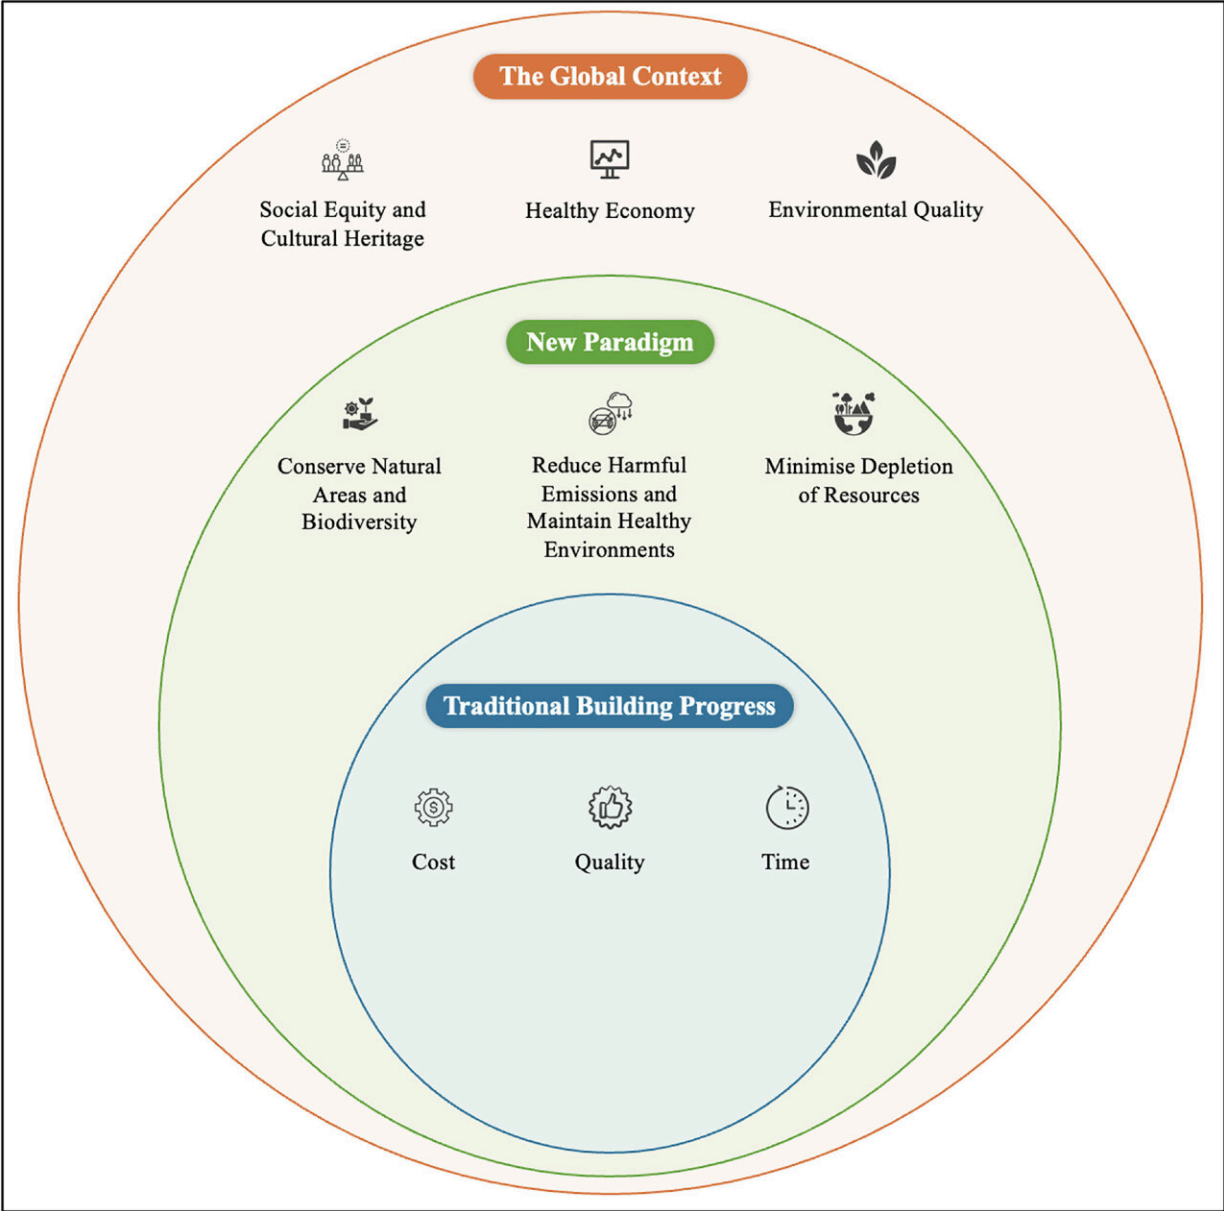 The Global Context
Social Equity and
Cultural Heritage
Healthy Economy
Environmental Quality
New Paradigm
Conserve Natural
Areas and
Biodiversity
Reduce Harmful
Emissions and
Maintain Healthy
Environments
Minimise Depletion
of Resources
Traditional Building Progress
$
Cost
Quality
Time